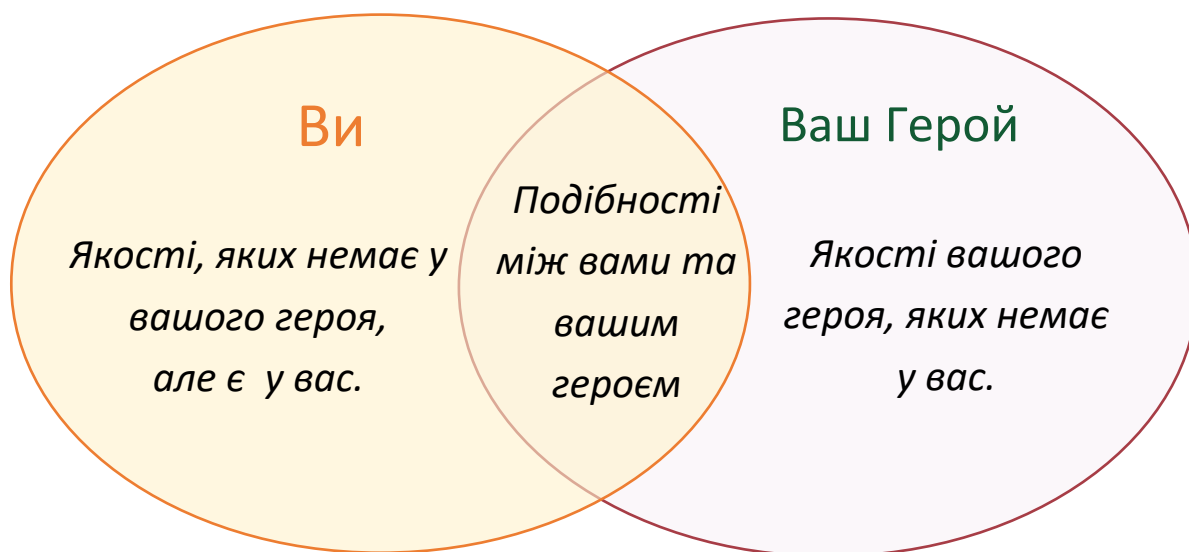 Ви
Якості, яких немає у
вашого героя,
але є  у вас.
Подібності
між вами та
вашим
героєм
Ваш Герой
Якості вашого
героя, яких немає
у вас.